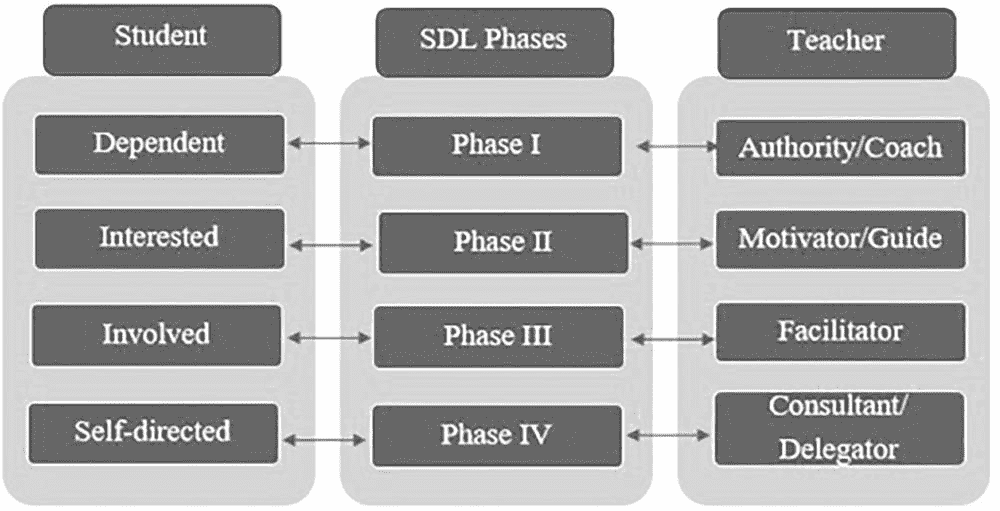 Student
SDL Phases
Teacher
Dependent
Phase I
Authority/Coach
Interested
Phase II
Motivator/Guide
Involved
Phase III
Facilitator
Self-directed
Phase IV
Consultant/
Delegator